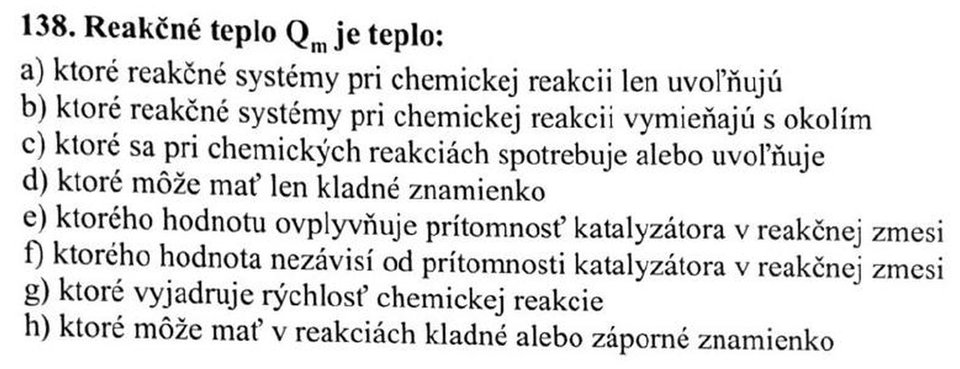 138. Reakčné teplo Qm je teplo:
a) ktoré reakčné systémy pri chemickej reakcii len uvoľňujú
b) ktoré reakčné systémy pri chemickej reakcii vymieňajú s okolím
c) ktoré sa pri chemických reakciách spotrebuje alebo uvoľňuje
d) ktoré môže mať len kladné znamienko
e) ktorého hodnotu ovplyvňuje prítomnosť katalyzátora v reakčnej zmesi
f) ktorého hodnota nezávisí od prítomnosti katalyzátora v reakčnej zmesi
g) ktoré vyjadruje rýchlosť chemickej reakcie
h) ktoré môže mať v reakciách kladné alebo záporné znamienko